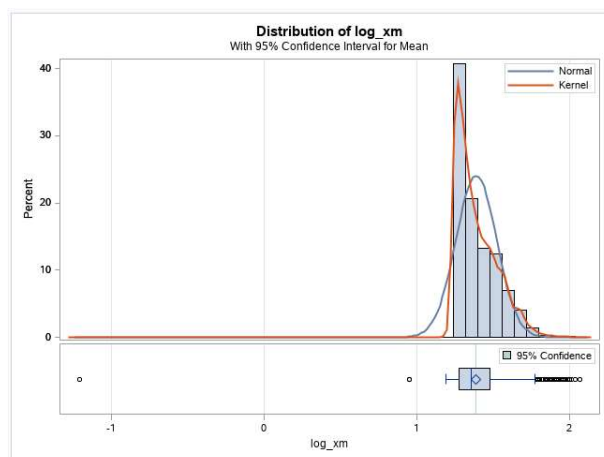 Distribution of log_xm
With 95% Confidence Interval for Mean
40
30
20
10
0
Percent
Normal
Kernel
95% Confidence
-1
0
1
2
log_xm